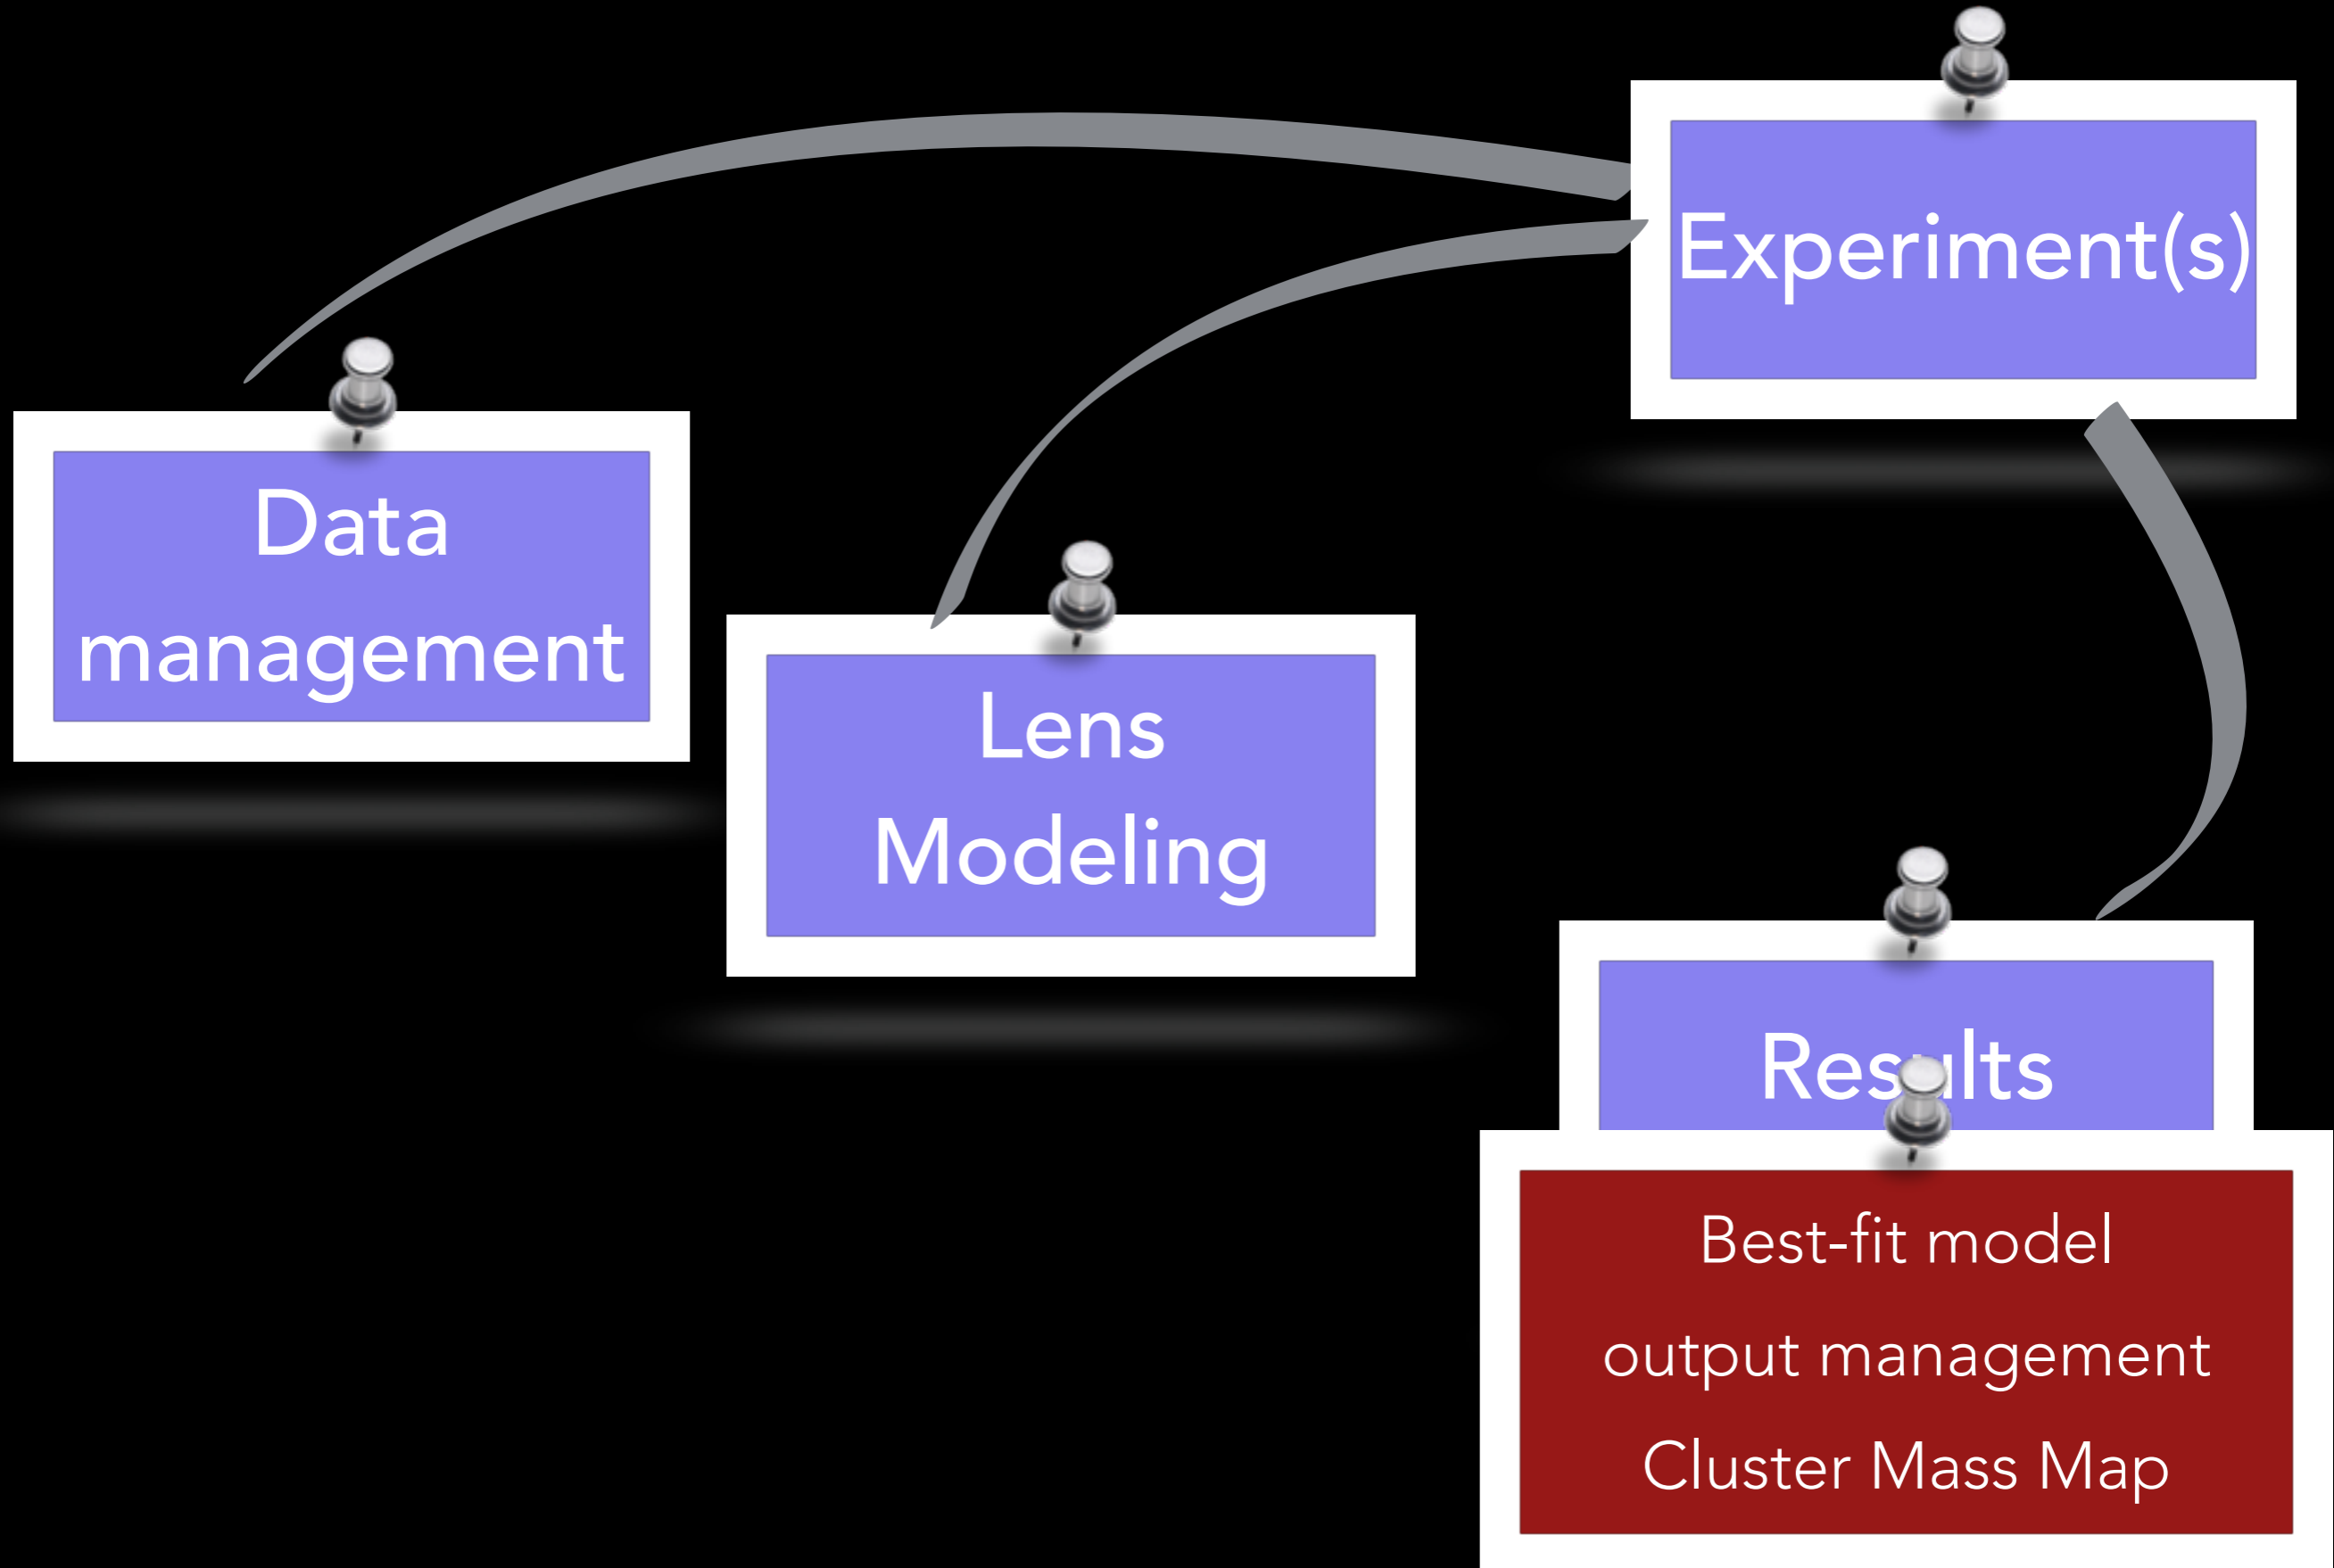 Experiment(s)
Data
management
Lens
Modeling
Results
Best-fit model
output management
Cluster Mass Map